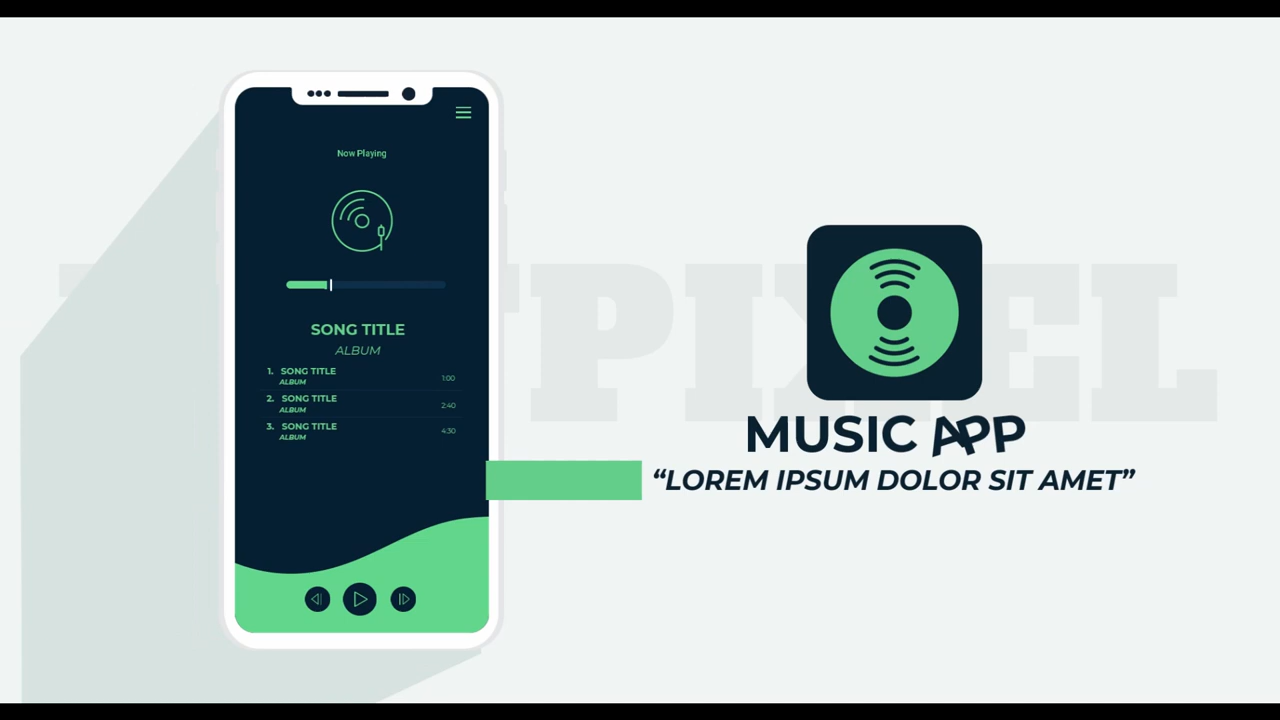 Now Playing
SONG TITLE
ALBUM
1. SONG TITLE
ALBUM
1:00
2. SONG TITLE
ALBUM
2:40
3. SONG TITLE
ALBUM
4:30
MUSIC APP
“LOREM IPSUM DOLOR SIT AMET”